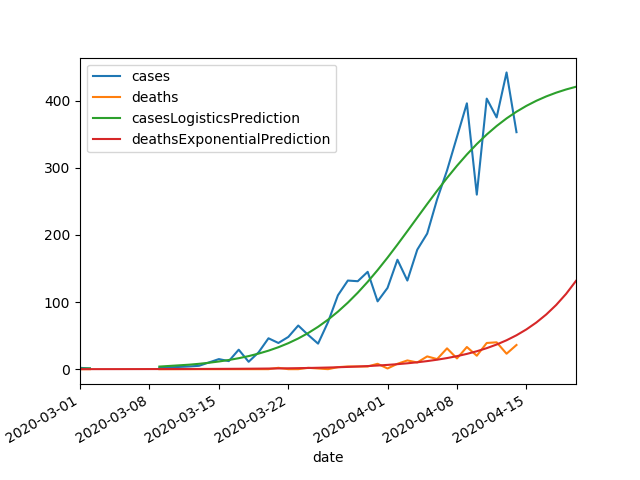 cases
deaths
casesLogisticsPrediction
deathsExponentialPrediction
400
300
200
100
0
2020-03-01
2020-03-08
2020-03-15
2020-03-22
2020-04-01
2020-04-08
2020-04-15
date